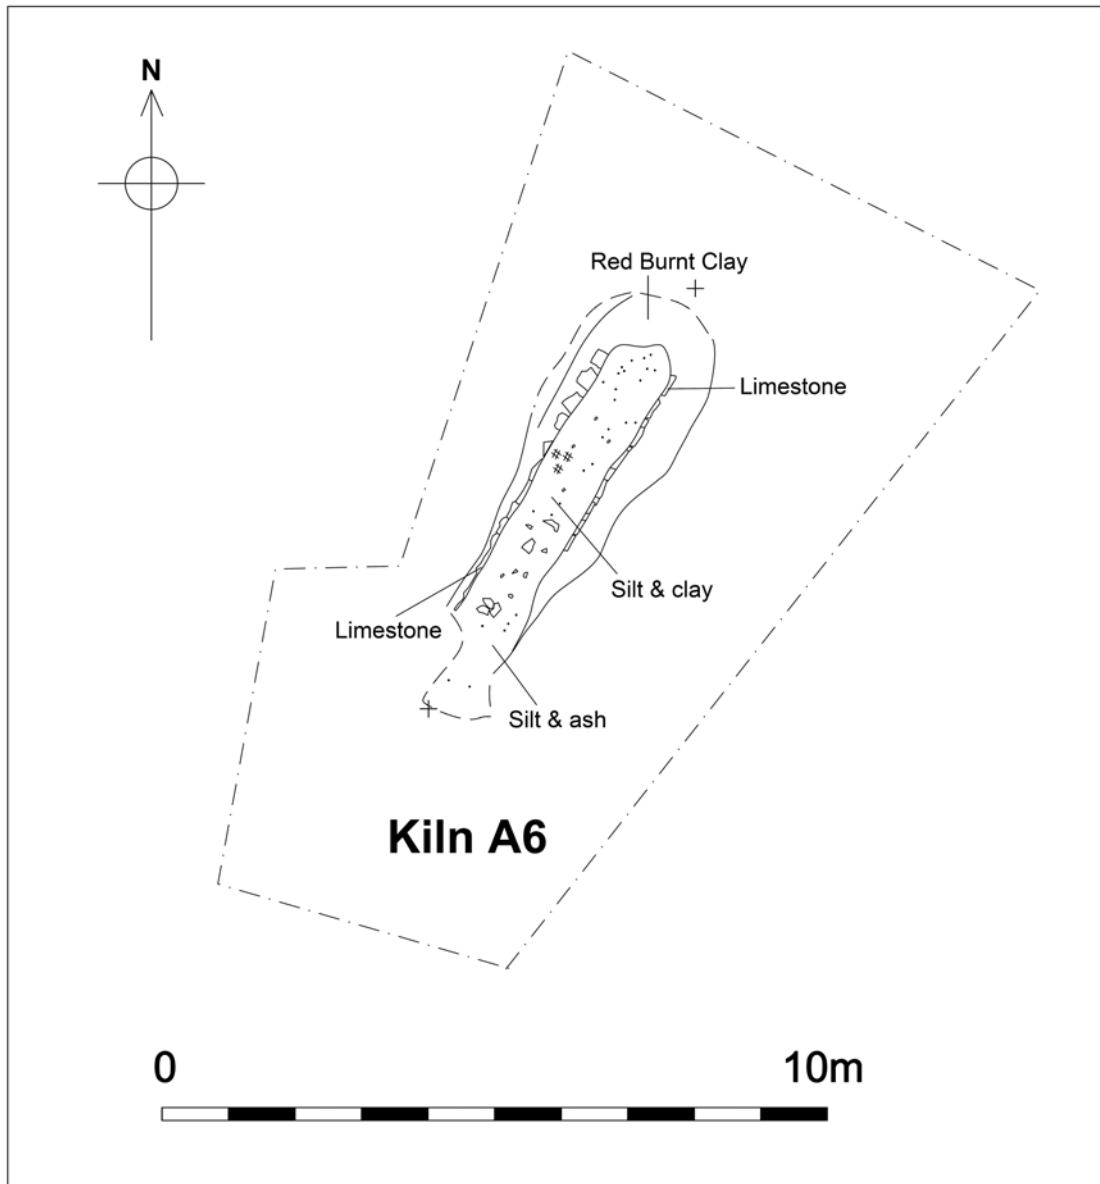 N
Red Burnt Clay
Limestone
Silt & clay
Limestone
Silt & ash
Kiln A6
0 10m